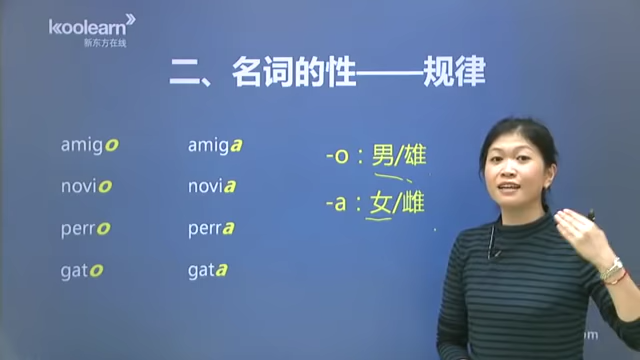 koolearn
新东方在线
二、名词的性——规律
amigo amiga
-o：男/雄
novio novia
-a：女/雌
perro perra
gato gata
om